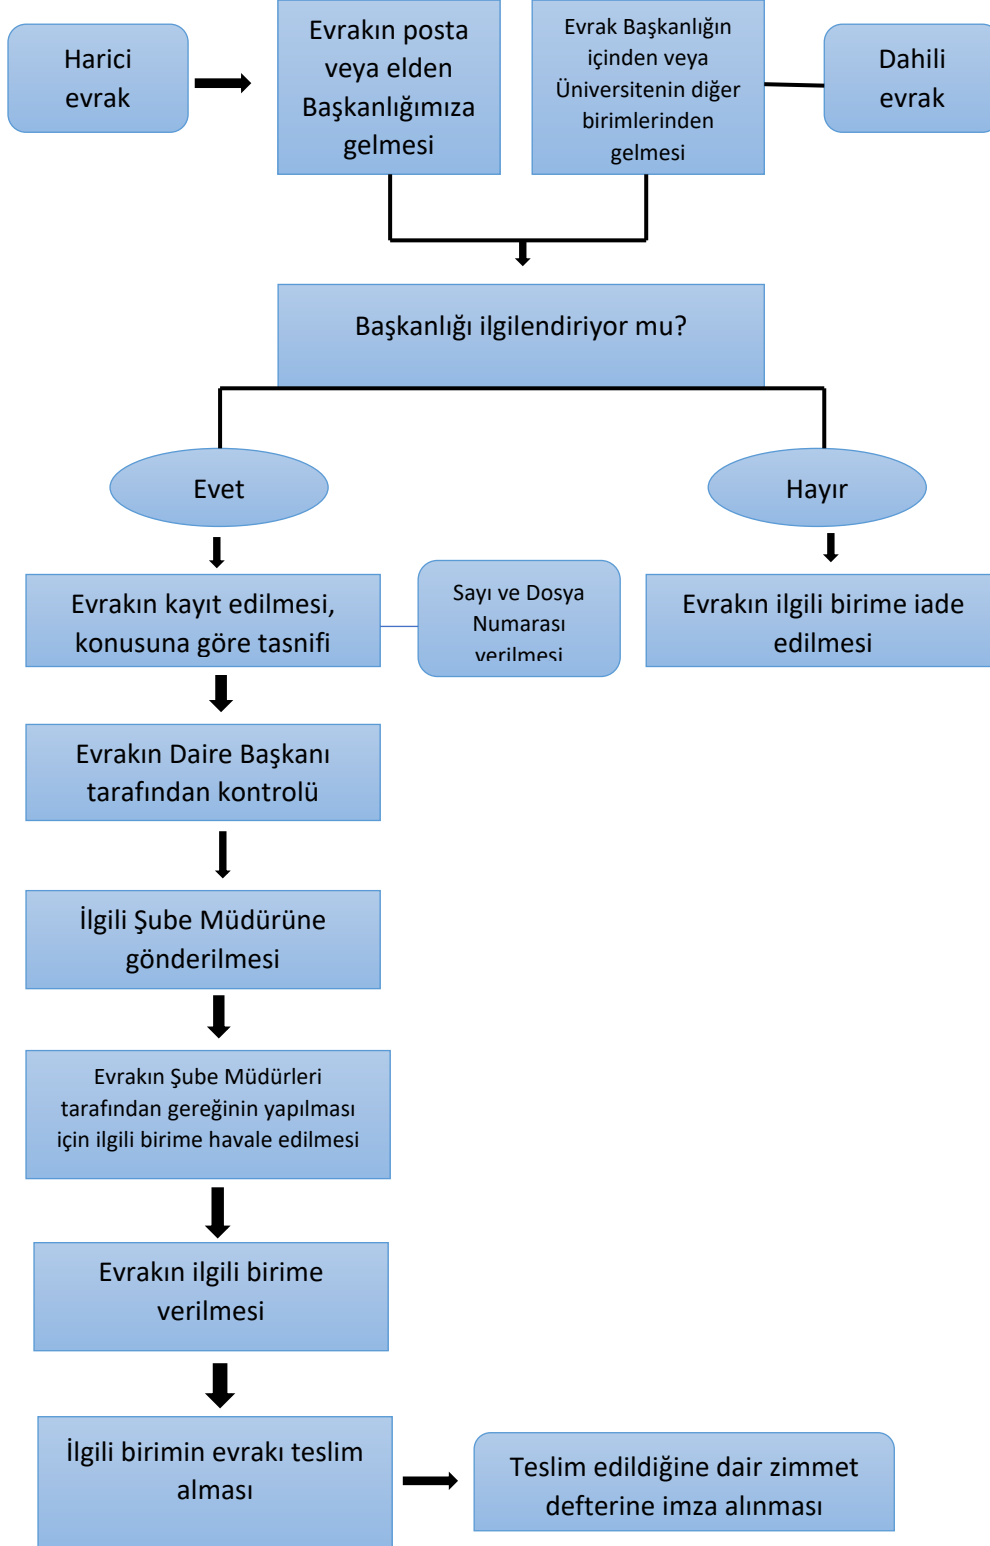 Harici
evrak
Evrakın posta
veya elden
Başkanlığımıza
gelmesi
Evrak Başkanlığın
içinden veya
Üniversitenin diğer
birimlerinden
gelmesi
Dahili
evrak
Başkanlığı ilgilendiriyor mu?
Evet
Hayır
Evrakın kayıt edilmesi,
konusuna göre tasnifi
Sayı ve Dosya
Numarası
verilmesi
Evrakın ilgili birime iade
edilmesi
Evrakın Daire Başkanı
tarafından kontrolü
İlgili Şube Müdürüne
gönderilmesi
Evrakın Şube Müdürleri
tarafından gereğinin yapılması
için ilgili birime havale edilmesi
Evrakın ilgili birime
verilmesi
İlgili birimin evrakı teslim
alması
Teslim edildiğine dair zimmet
defterine imza alınması